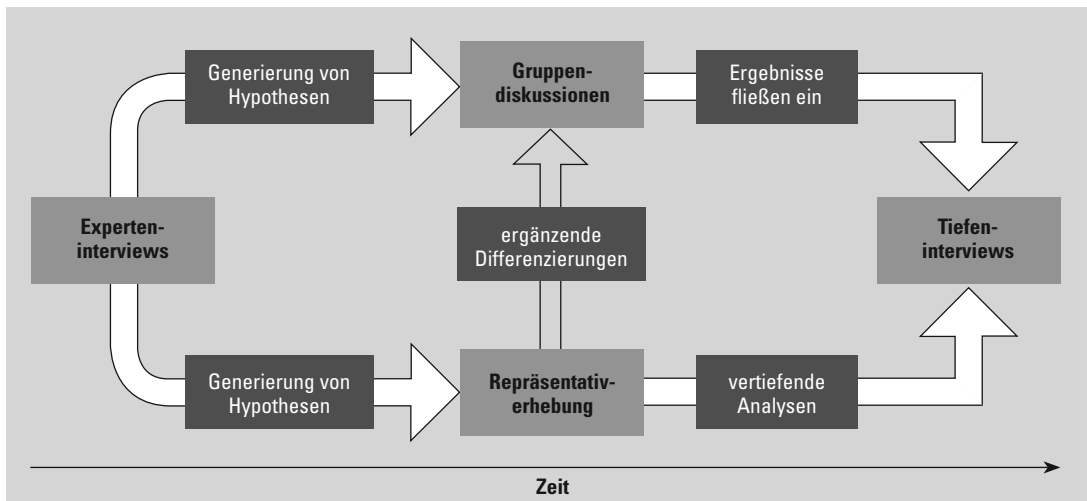 Generierung von
Hypothesen
Gruppen-
diskussionen
Ergebnisse
fließen ein
Experten-
interviews
ergänzende
Differenzierungen
Tiefen-
interviews
Generierung von
Hypothesen
Repräsentativ-
erhebung
vertiefende
Analysen
Zeit